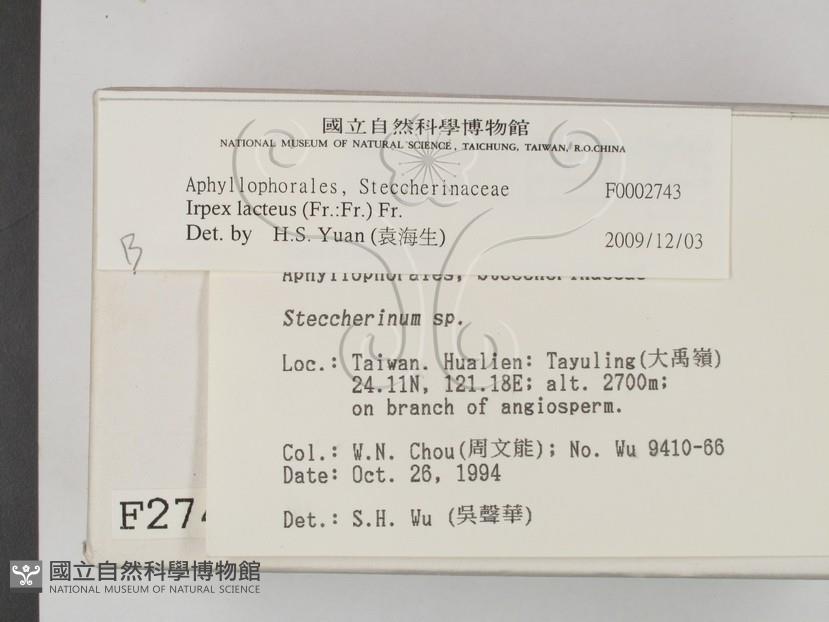 國立自然科學博物館
NATIONAL MUSEUM OF NATURAL SCIENCE, TAICHUNG, TAIWAN, R.O.CHINA
Aphyllophorales, Steccherinaceae F0002743
Irpex lacteus (Fr.:Fr.) Fr.
Det. by H.S. Yuan (袁海生) 2009/12/03
B
Aphyllophorales, Steccherinaceae
Steccherinum sp.
Loc.: Taiwan. Hualien: Tayuling(大禹嶺)
24.11N, 121.18E; alt. 2700m;
on branch of angiosperm.
Col.: W.N. Chou(周文能); No. Wu 9410-66
Date: Oct. 26, 1994
Det.: S.H. Wu (吳聲華)
F274
國立自然科學博物館
NATIONAL MUSEUM OF NATURAL SCIENCE